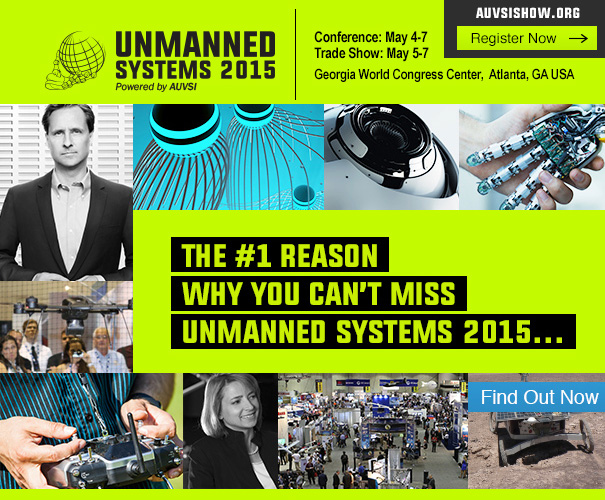 UNMANNED
SYSTEMS 2015
Powered by AUVSI
Conference: May 4-7
Trade Show: May 5-7
Georgia World Congress Center, Atlanta, GA USA
AUVSISHOW.ORG
Register Now
THE #1 REASON
WHY YOU CAN'T MISS
UNMANNED SYSTEMS 2015...
Find Out Now